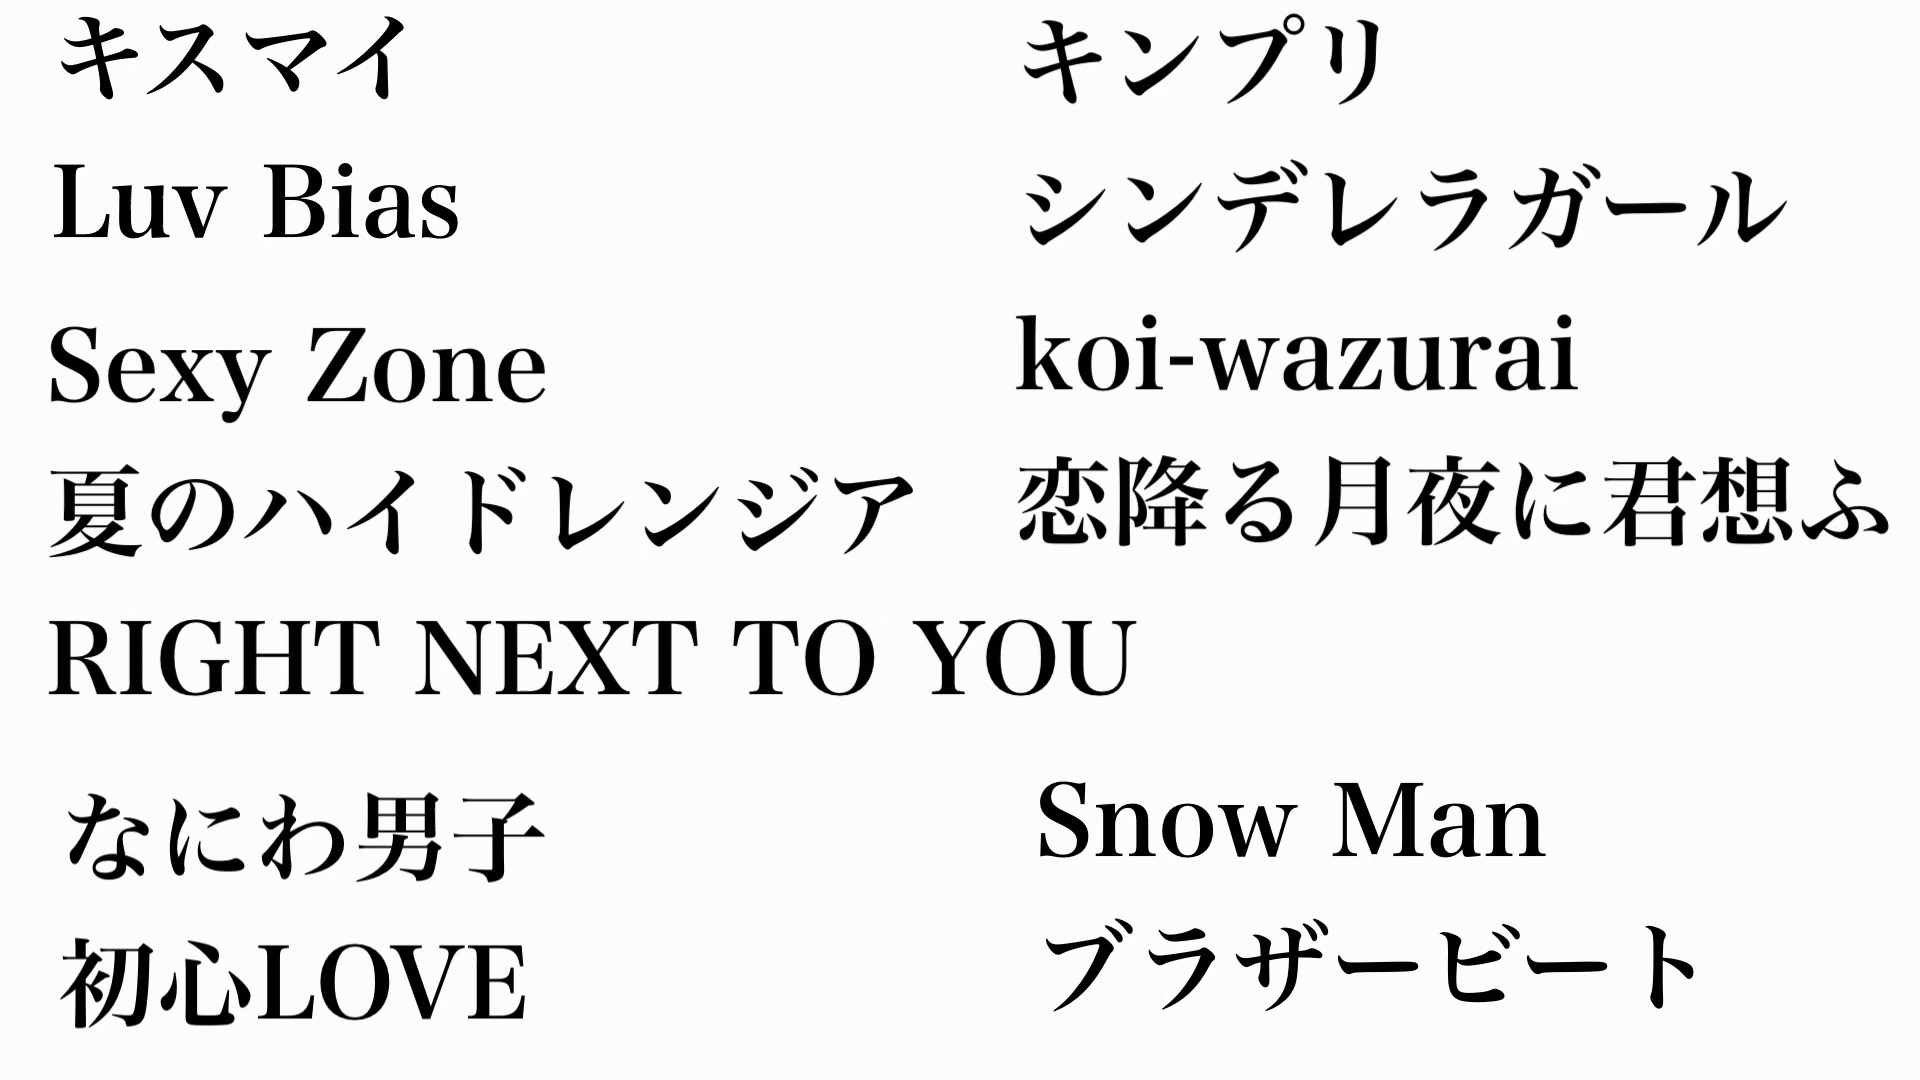 キスマイ
Luv Bias
Sexy Zone
夏のハイドレンジア
RIGHT NEXT TO YOU
なにわ男子
初心LOVE
キンプリ
シンデレラガール
koi-wazurai
恋降る月夜に君想ふ
Snow Man
ブラザービート